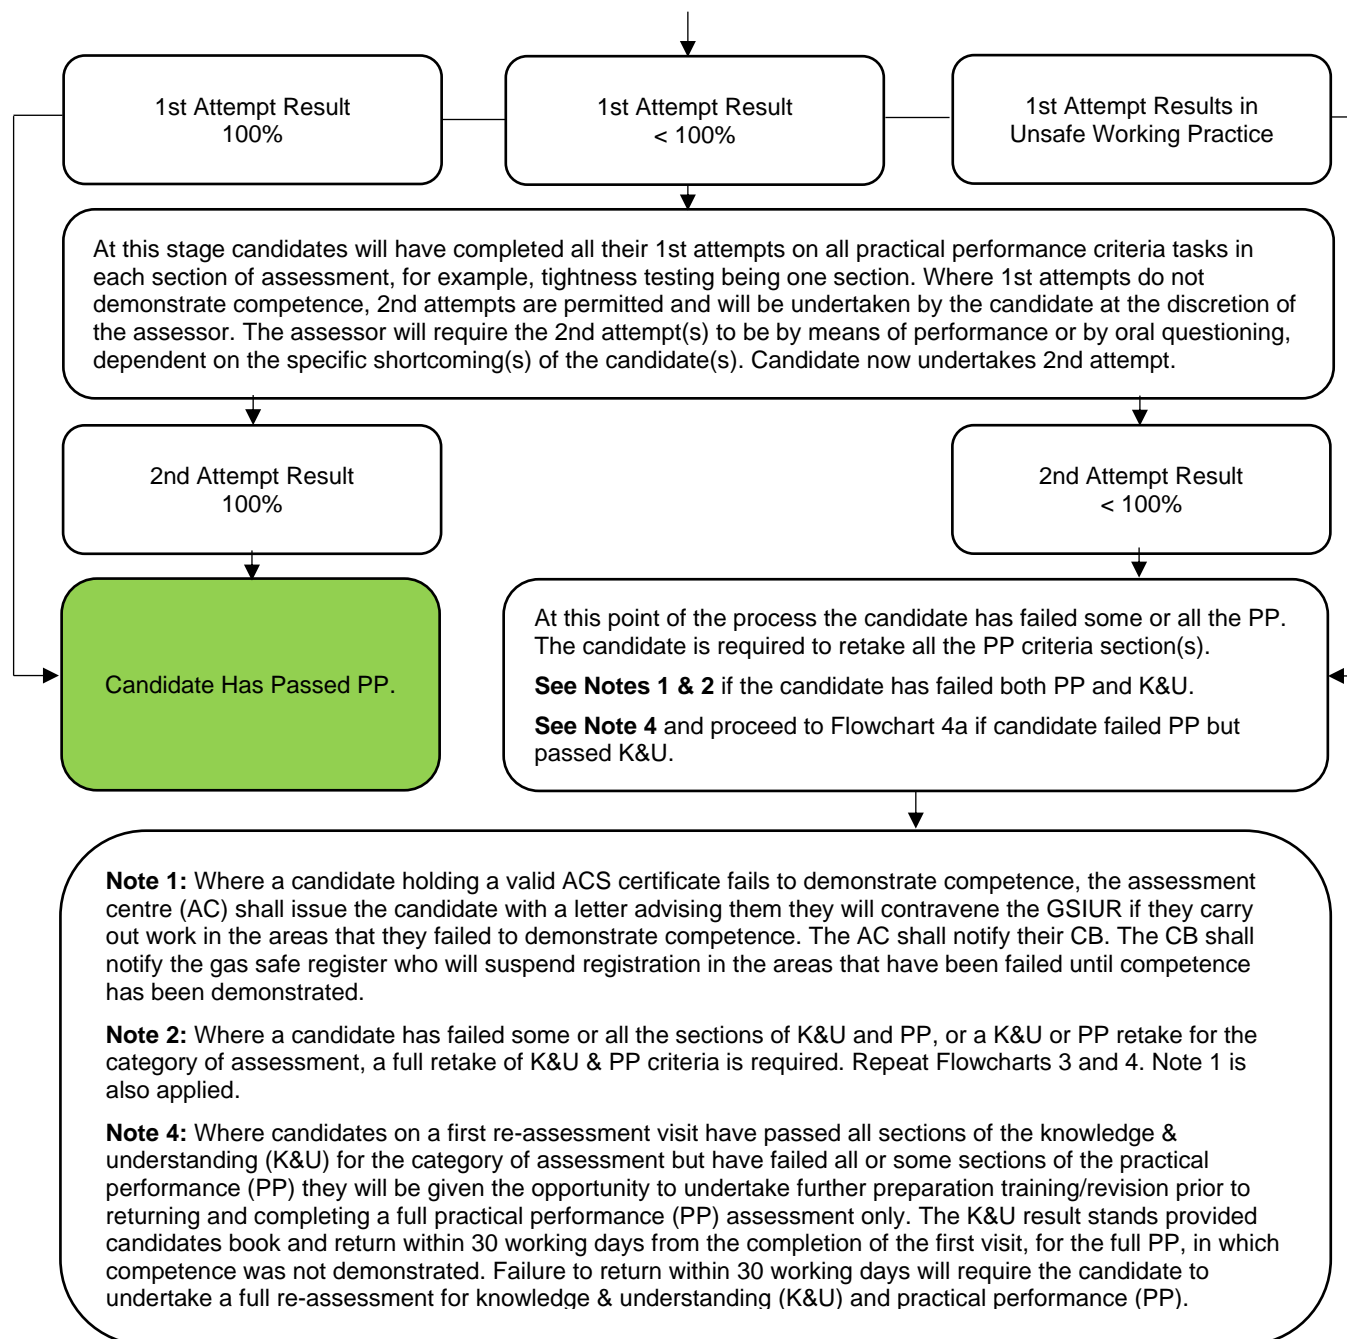 1st Attempt Result
100%
1st Attempt Result
< 100%
1st Attempt Results in
Unsafe Working Practice
At this stage candidates will have completed all their 1st attempts on all practical performance criteria tasks in
each section of assessment, for example, tightness testing being one section. Where 1st attempts do not
demonstrate competence, 2nd attempts are permitted and will be undertaken by the candidate at the discretion of
the assessor. The assessor will require the 2nd attempt(s) to be by means of performance or by oral questioning,
dependent on the specific shortcoming(s) of the candidate(s). Candidate now undertakes 2nd attempt.
2nd Attempt Result
100%
2nd Attempt Result
< 100%
Candidate Has Passed PP.
At this point of the process the candidate has failed some or all the PP.
The candidate is required to retake all the PP criteria section(s).
See Notes 1 & 2 if the candidate has failed both PP and K&U.
See Note 4 and proceed to Flowchart 4a if candidate failed PP but
passed K&U.
Note 1: Where a candidate holding a valid ACS certificate fails to demonstrate competence, the assessment
centre (AC) shall issue the candidate with a letter advising them they will contravene the GSIUR if they carry
out work in the areas that they failed to demonstrate competence. The AC shall notify their CB. The CB shall
notify the gas safe register who will suspend registration in the areas that have been failed until competence
has been demonstrated.
Note 2: Where a candidate has failed some or all the sections of K&U and PP, or a K&U or PP retake for the
category of assessment, a full retake of K&U & PP criteria is required. Repeat Flowcharts 3 and 4. Note 1 is
also applied.
Note 4: Where candidates on a first re-assessment visit have passed all sections of the knowledge &
understanding (K&U) for the category of assessment but have failed all or some sections of the practical
performance (PP) they will be given the opportunity to undertake further preparation training/revision prior to
returning and completing a full practical performance (PP) assessment only. The K&U result stands provided
candidates book and return within 30 working days from the completion of the first visit, for the full PP, in which
competence was not demonstrated. Failure to return within 30 working days will require the candidate to
undertake a full re-assessment for knowledge & understanding (K&U) and practical performance (PP).